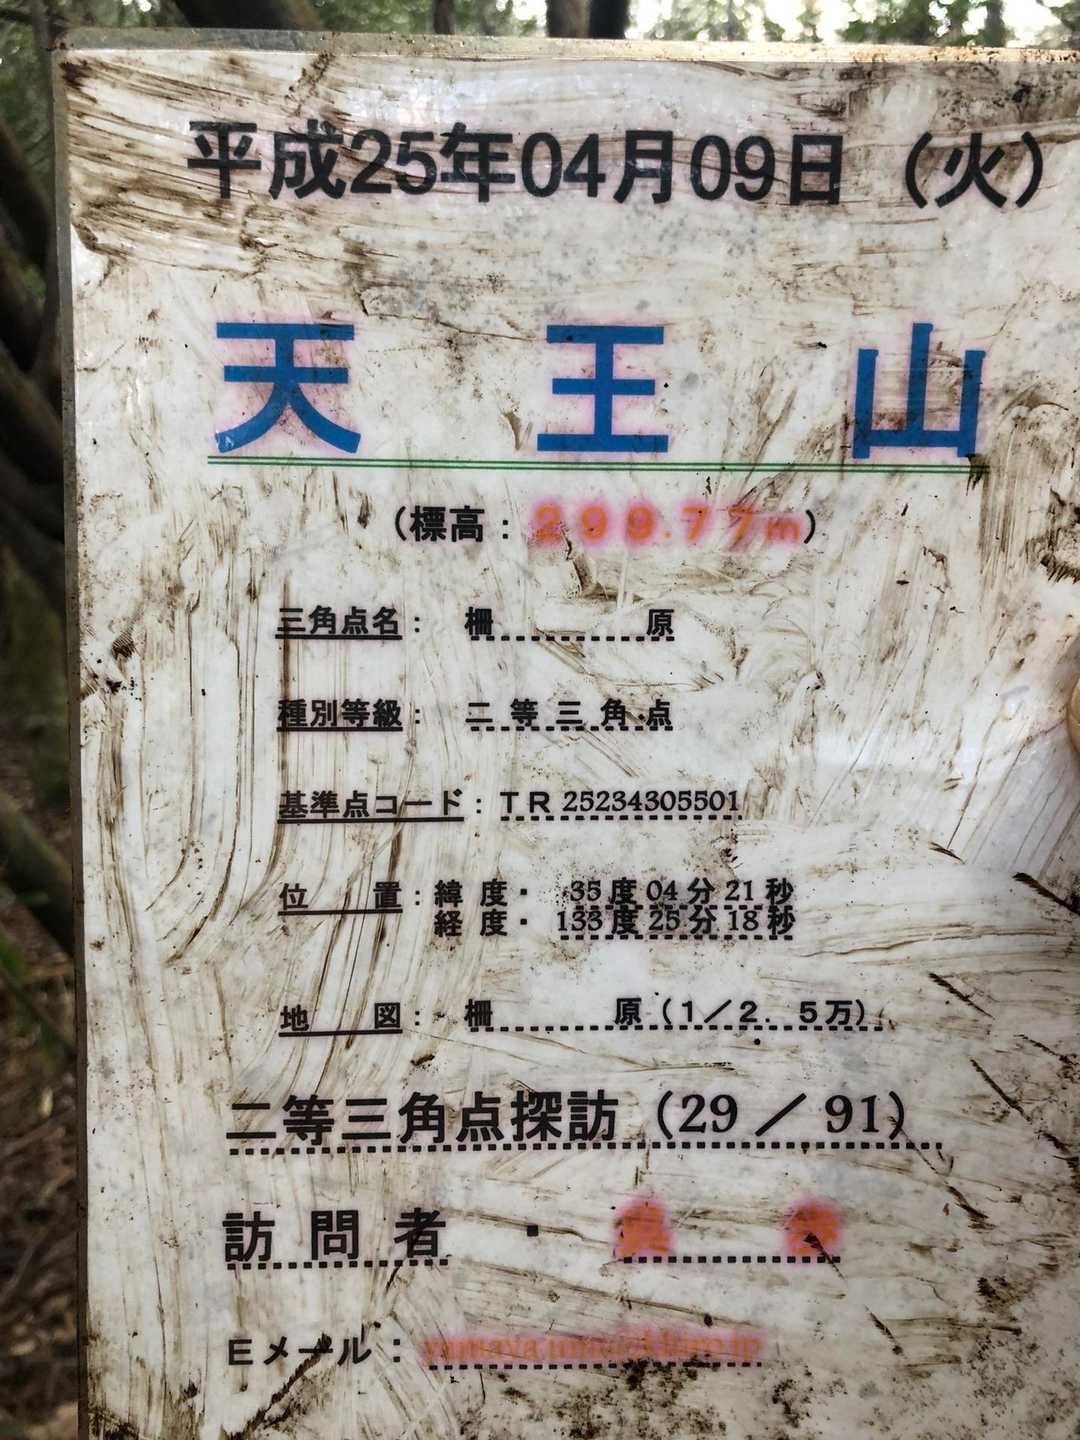 平成25年04月09日（火）
天王山
（標高：299.77m）
三角点名： 柵原
種別等級： 二等三角点
基準点コード：TR 25234305501
位置：緯度・ 35度04分21秒
経度・ 133度25分18秒
地図： 柵原（1／2．5万）
二等三角点探訪（29／91）
訪問者・
Eメール：